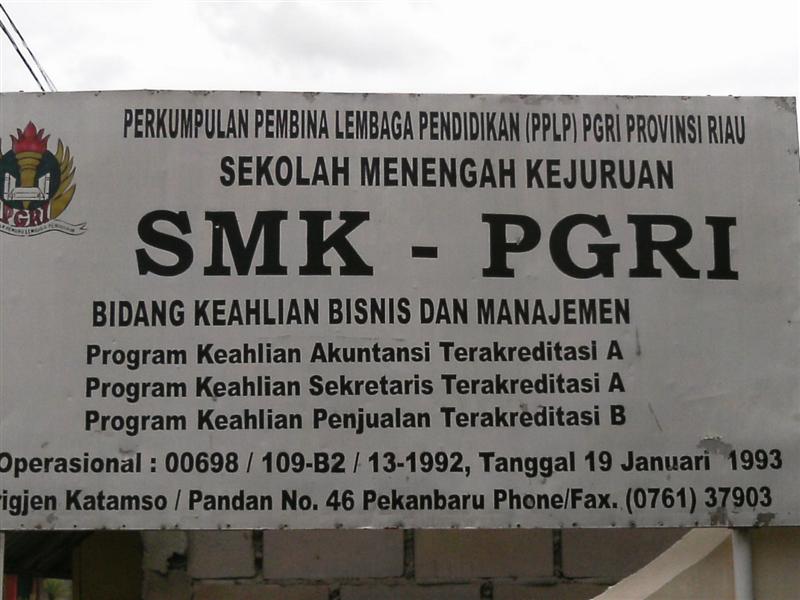 PERKUMPULAN PEMBINA LEMBAGA PENDIDIKAN (PPLP) PGRI PROVINSI RIAU
SEKOLAH MENENGAH KEJURUAN
PGRI
SMK - PGRI
BIDANG KEAHLIAN BISNIS DAN MANAJEMEN
Program Keahlian Akuntansi Terakreditasi A
Program Keahlian Sekretaris Terakreditasi A
Program Keahlian Penjualan Terakreditasi B
Operasional : 00698 / 109-B2 / 13-1992, Tanggal 19 Januari 1993
rigjen Katamso / Pandan No. 46 Pekanbaru Phone/Fax. (0761) 37903